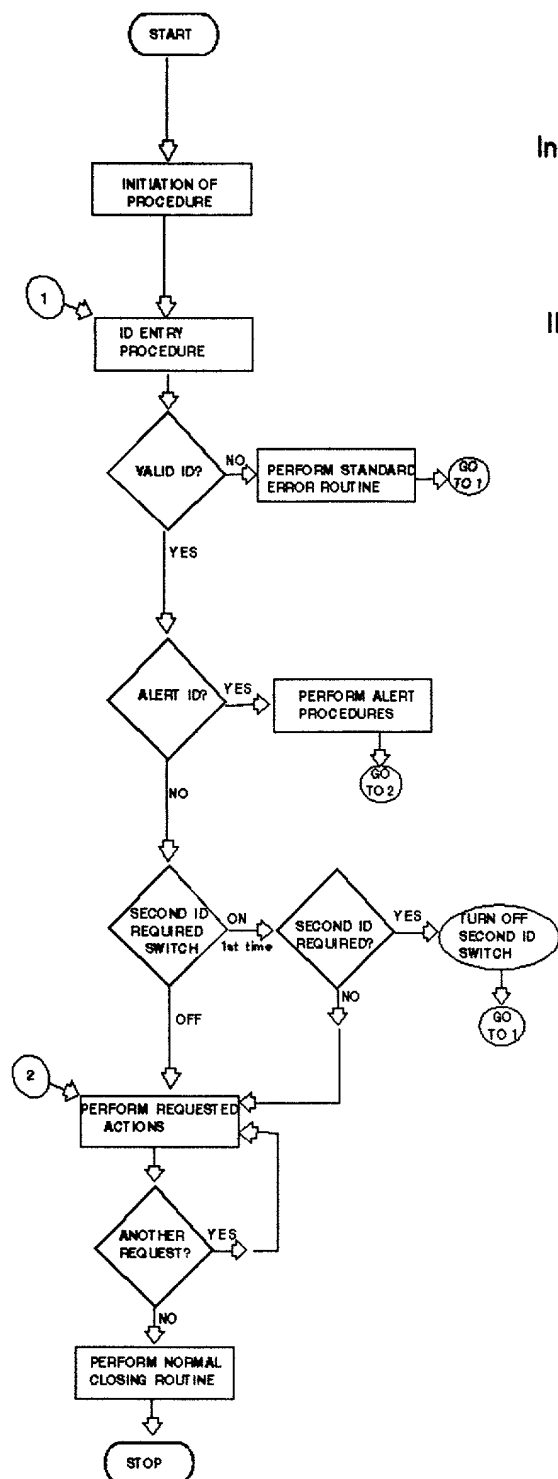 START
In
INITIATION OF
PROCEDURE
1
ID ENTRY
PROCEDURE
II
VALID ID?
NO
PERFORM STANDARD
ERROR ROUTINE
GO
TO 1
YES
ALERT ID?
YES
PERFORM ALERT
PROCEDURES
GO
TO 2
NO
SECOND ID
REQUIRED
SWITCH
ON
1st time
SECOND ID
REQUIRED?
YES
TURN OFF
SECOND ID
SWITCH
NO
GO
TO 1
OFF
2
PERFORM REQUESTED
ACTIONS
ANOTHER
REQUEST?
YES
NO
PERFORM NORMAL
CLOSING ROUTINE
STOP